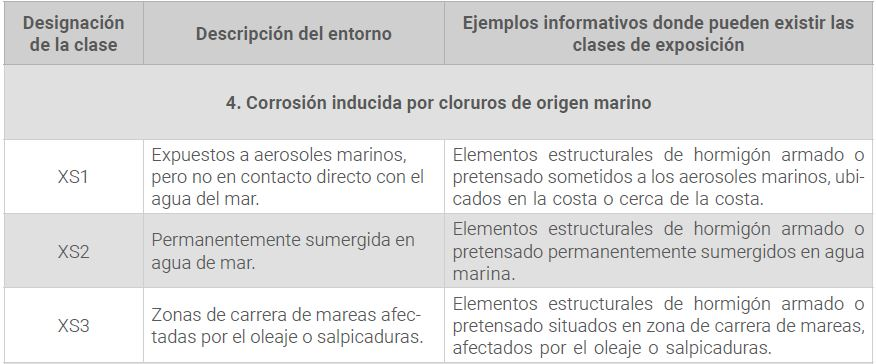 Designación
de la clase
Descripción del entorno
Ejemplos informativos donde pueden existir las
clases de exposición
4. Corrosión inducida por cloruros de origen marino
XS1
Expuestos a aerosoles marinos,
pero no en contacto directo con el
agua del mar.
Elementos estructurales de hormigón armado o
pretensado sometidos a los aerosoles marinos, ubi-
cados en la costa o cerca de la costa.
XS2
Permanentemente sumergida en
agua de mar.
Elementos estructurales de hormigón armado o
pretensado permanentemente sumergidos en agua
marina.
XS3
Zonas de carrera de mareas afec-
tadas por el oleaje o salpicaduras.
Elementos estructurales de hormigón armado o
pretensado situados en zona de carrera de mareas,
afectados por el oleaje o salpicaduras.